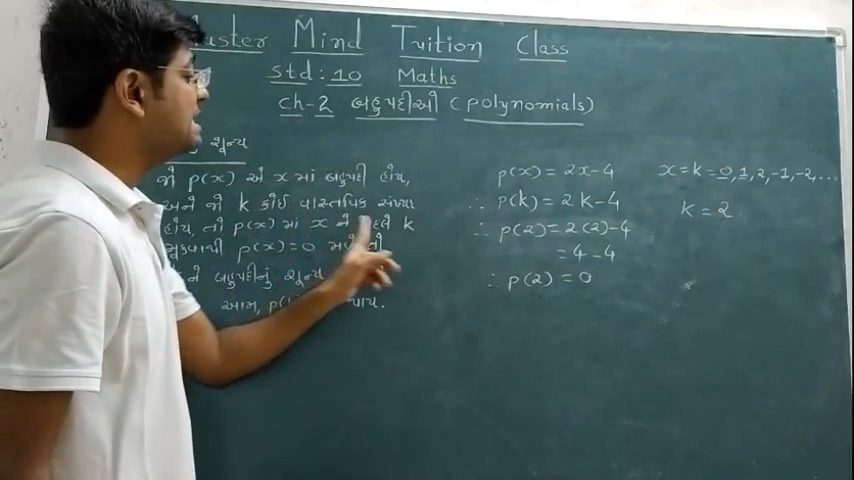 Master Mind Tuition Class
Std : 10 Maths
Ch-2 બહુપદીઓ (polynomials)
શૂન્ય
જો p(x) એ x માં બહુપદી હોય,
અને જો k કોઈ વાસ્તવિક સંખ્યા
હોય, તો p(x) માં x ને બદલે k
મૂકવાથી p(x)=0 મળે તો
ને બહુપદીનું શૂન્ય
આમ, p(
p(x) = 2x-4
∴ p(k) = 2k-4
∴ p(2) = 2(2)-4
= 4-4
∴ p(2) = 0
x=k=0,1,2,-1,-2,...
k=2